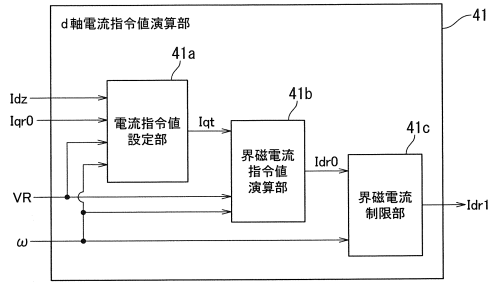 41
d軸電流指令値演算部
41a
Idz
Iqr0
電流指令値
設定部
Iqt
41b
界磁電流
指令値
演算部
Idr0
41c
界磁電流
制限部
Idr1
VR
ω